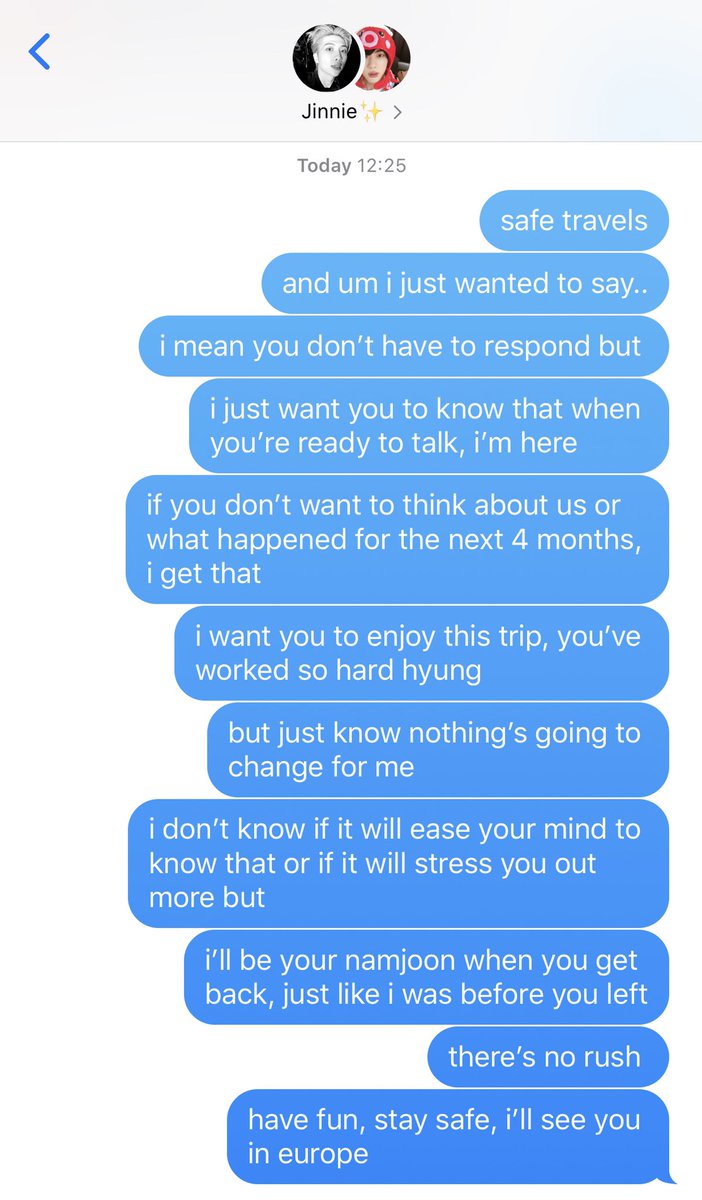 Jinnie✨
Today 12:25
safe travels
and um i just wanted to say..
i mean you don’t have to respond but
i just want you to know that when
you’re ready to talk, i’m here
if you don’t want to think about us or
what happened for the next 4 months,
i get that
i want you to enjoy this trip, you’ve
worked so hard hyung
but just know nothing’s going to
change for me
i don’t know if it will ease your mind to
know that or if it will stress you out
more but
i’ll be your namjoon when you get
back, just like i was before you left
there’s no rush
have fun, stay safe, i’ll see you
in europe